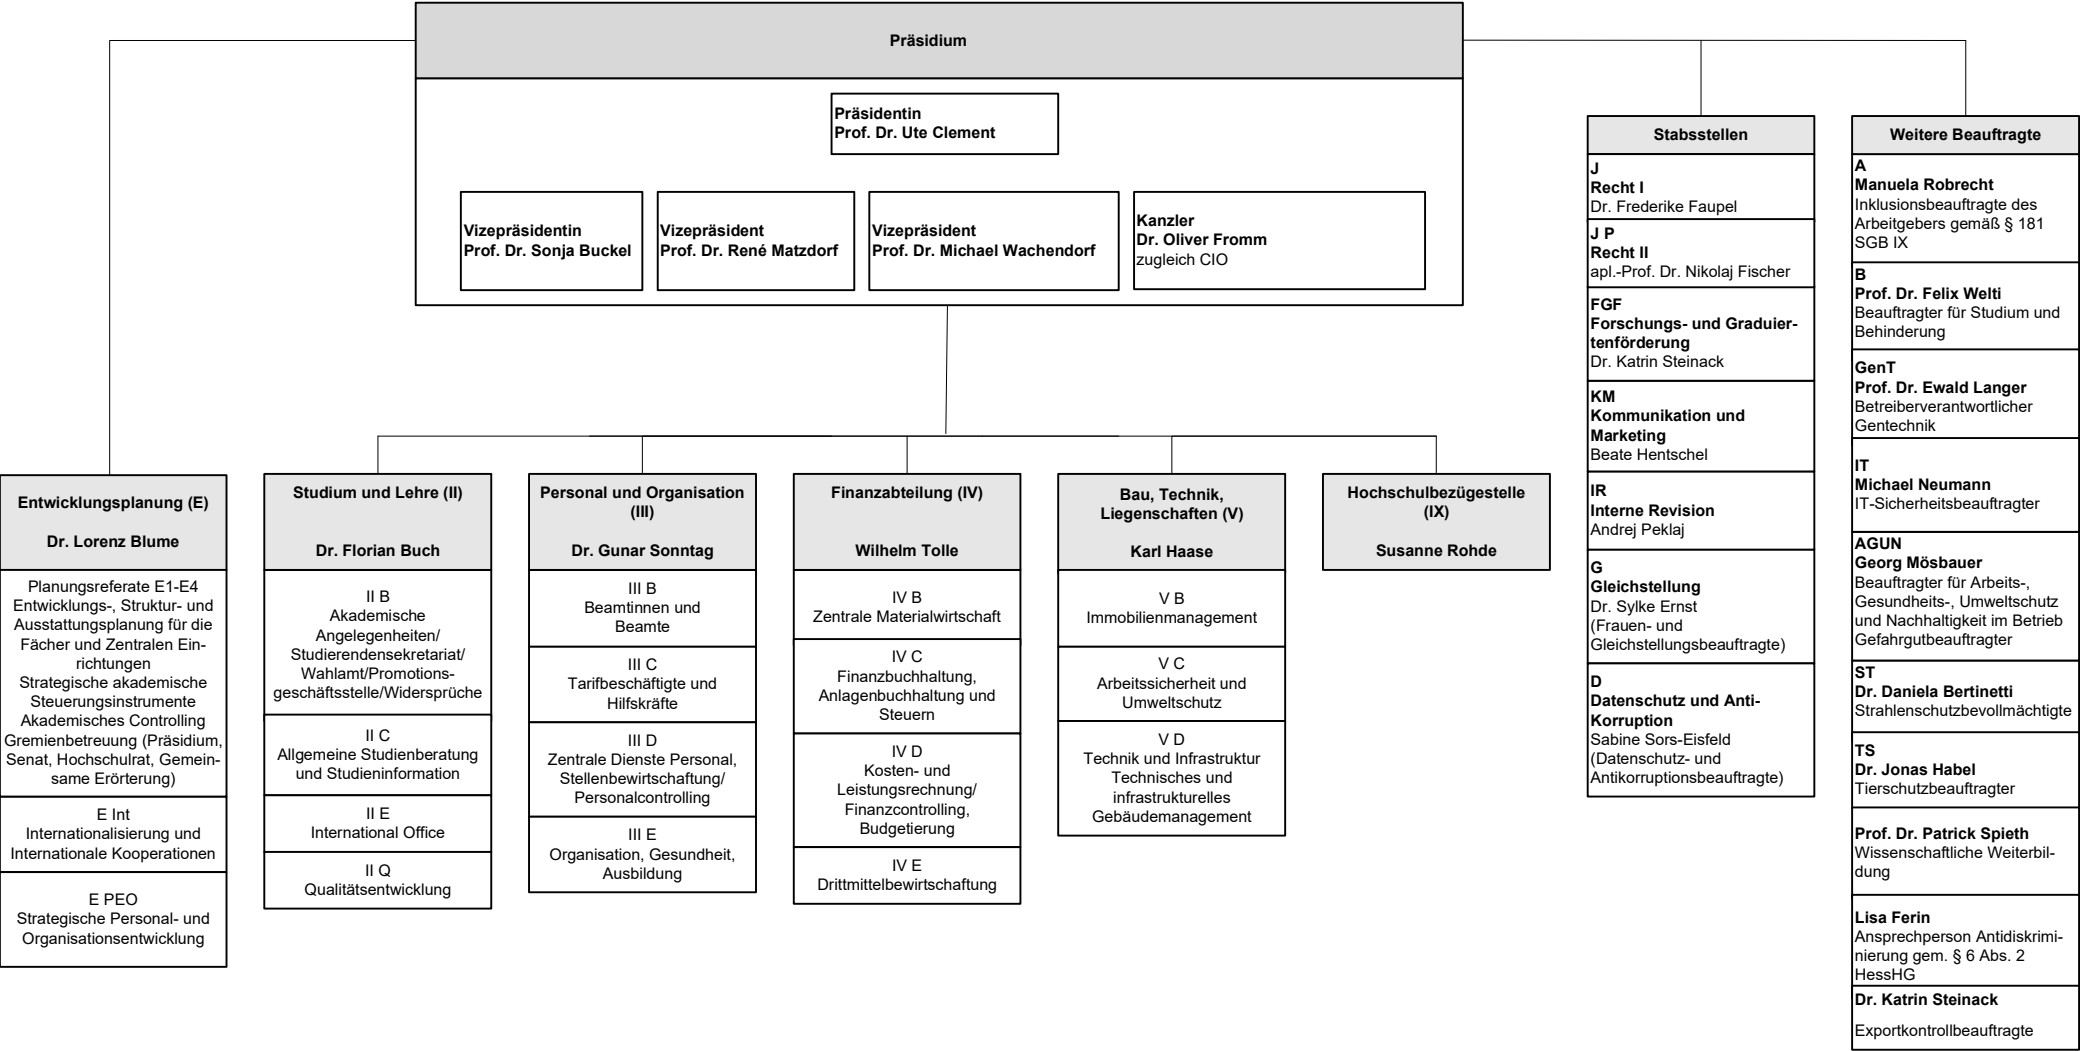 Präsidium
Präsidentin
Prof. Dr. Ute Clement
Vizepräsidentin
Prof. Dr. Sonja Buckel
Vizepräsident
Prof. Dr. René Matzdorf
Vizepräsident
Prof. Dr. Michael Wachendorf
Kanzler
Dr. Oliver Fromm
zugleich CIO
Entwicklungsplanung (E)
Dr. Lorenz Blume
Planungsreferate E1-E4
Entwicklungs-, Struktur- und
Ausstattungsplanung für die
Fächer und Zentralen Ein-
richtungen
Strategische akademische
Steuerungsinstrumente
Akademisches Controlling
Gremienbetreuung (Präsidium,
Senat, Hochschulrat, Gemein-
same Erörterung)
E Int
Internationalisierung und
Internationale Kooperationen
E PEO
Strategische Personal- und
Organisationsentwicklung
Studium und Lehre (II)
Dr. Florian Buch
II B
Akademische
Angelegenheiten/
Studierendensekretariat/
Wahlamt/Promotions-
geschäftsstelle/Widersprüche
II C
Allgemeine Studienberatung
und Studieninformation
II E
International Office
II Q
Qualitätsentwicklung
Personal und Organisation
(III)
Dr. Gunar Sonntag
III B
Beamtinnen und
Beamte
III C
Tarifbeschäftigte und
Hilfskräfte
III D
Zentrale Dienste Personal,
Stellenbewirtschaftung/
Personalcontrolling
III E
Organisation, Gesundheit,
Ausbildung
Finanzabteilung (IV)
Wilhelm Tolle
IV B
Zentrale Materialwirtschaft
IV C
Finanzbuchhaltung,
Anlagenbuchhaltung und
Steuern
IV D
Kosten- und
Leistungsrechnung/
Finanzcontrolling,
Budgetierung
IV E
Drittmittelbewirtschaftung
Bau, Technik,
Liegenschaften (V)
Karl Haase
V B
Immobilienmanagement
V C
Arbeitssicherheit und
Umweltschutz
V D
Technik und Infrastruktur
Technisches und
infrastrukturelles
Gebäudemanagement
Hochschulbezügestelle
(IX)
Susanne Rohde
Stabsstellen
J
Recht I
Dr. Frederike Faupel
J P
Recht II
apl.-Prof. Dr. Nikolaj Fischer
FGF
Forschungs- und Graduier-
tenförderung
Dr. Katrin Steinack
KM
Kommunikation und
Marketing
Beate Hentschel
IR
Interne Revision
Andrej Peklaj
G
Gleichstellung
Dr. Sylke Ernst
(Frauen- und
Gleichstellungsbeauftragte)
D
Datenschutz und Anti-
Korruption
Sabine Sors-Eisfeld
(Datenschutz- und
Antikorruptionsbeauftragte)
Weitere Beauftragte
A
Manuela Robrecht
Inklusionsbeauftragte des
Arbeitgebers gemäß § 181
SGB IX
B
Prof. Dr. Felix Welti
Beauftragter für Studium und
Behinderung
GenT
Prof. Dr. Ewald Langer
Betreiberverantwortlicher
Gentechnik
IT
Michael Neumann
IT-Sicherheitsbeauftragter
AGUN
Georg Mösbauer
Beauftragter für Arbeits-,
Gesundheits-, Umweltschutz
und Nachhaltigkeit im Betrieb
Gefahrgutbeauftragter
ST
Dr. Daniela Bertinetti
Strahlenschutzbevollmächtigte
TS
Dr. Jonas Habel
Tierschutzbeauftragter
Prof. Dr. Patrick Spieth
Wissenschaftliche Weiterbil-
dung
Lisa Ferin
Ansprechperson Antidiskrimi-
nierung gem. § 6 Abs. 2
HessHG
Dr. Katrin Steinack
Exportkontrollbeauftragte